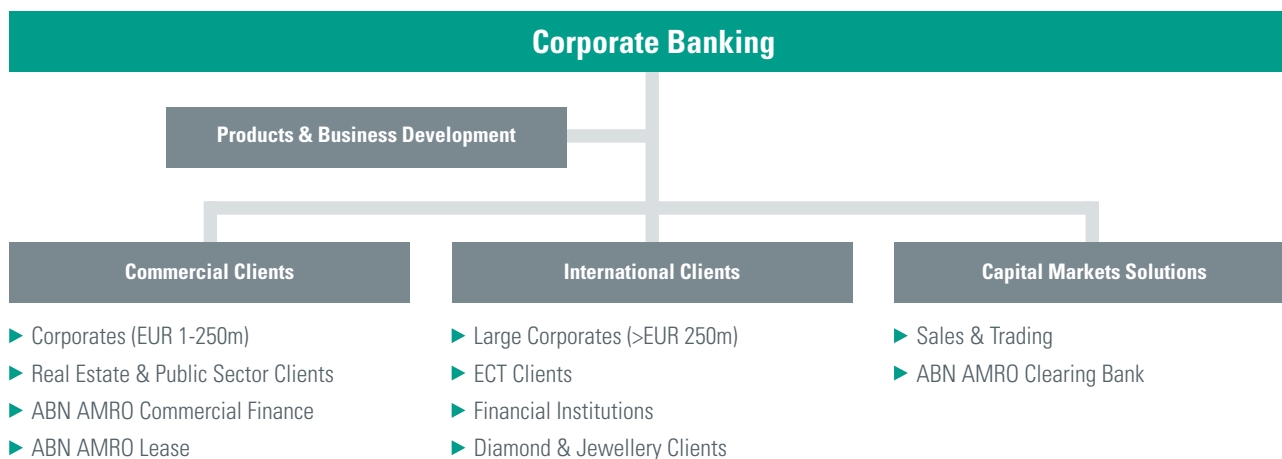 Corporate Banking
Products & Business Development
Commercial Clients
Corporates (EUR 1-250m)
Real Estate & Public Sector Clients
ABN AMRO Commercial Finance
ABN AMRO Lease
International Clients
Large Corporates (>EUR 250m)
ECT Clients
Financial Institutions
Diamond & Jewellery Clients
Capital Markets Solutions
Sales & Trading
ABN AMRO Clearing Bank